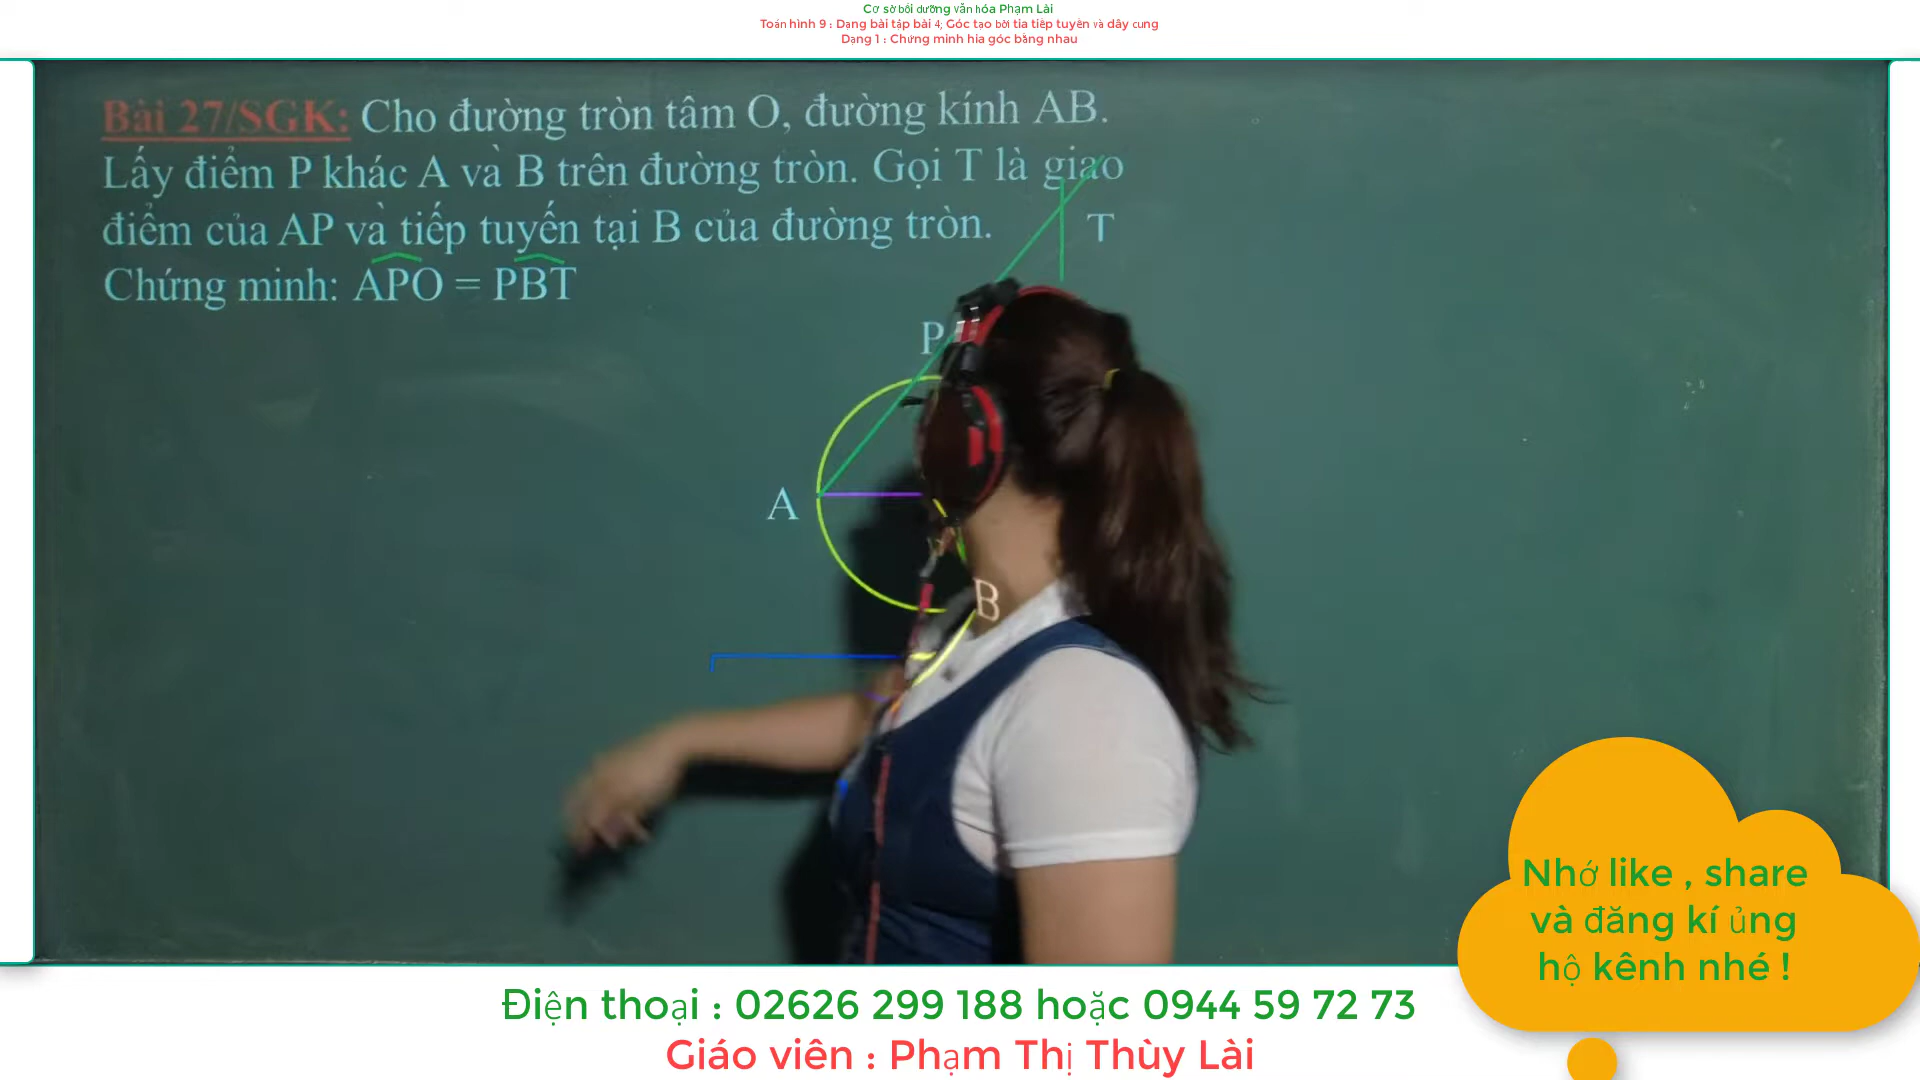 Cơ sở bồi dưỡng văn hóa Phạm Lài
Toán hình 9 : Dạng bài tập bài 4; Góc tạo bởi tia tiếp tuyến và dây cung
Dạng 1 : Chứng minh hia góc bằng nhau
Bài 27/SGK: Cho đường tròn tâm O, đường kính AB.
Lấy điểm P khác A và B trên đường tròn. Gọi T là giao
điểm của AP và tiếp tuyến tại B của đường tròn.
Chứng minh: APO = PBT
T
P
A
B
Nhớ like , share
và đăng kí ủng
hộ kênh nhé !
Điện thoại : 02626 299 188 hoặc 0944 59 72 73
Giáo viên : Phạm Thị Thùy Lài